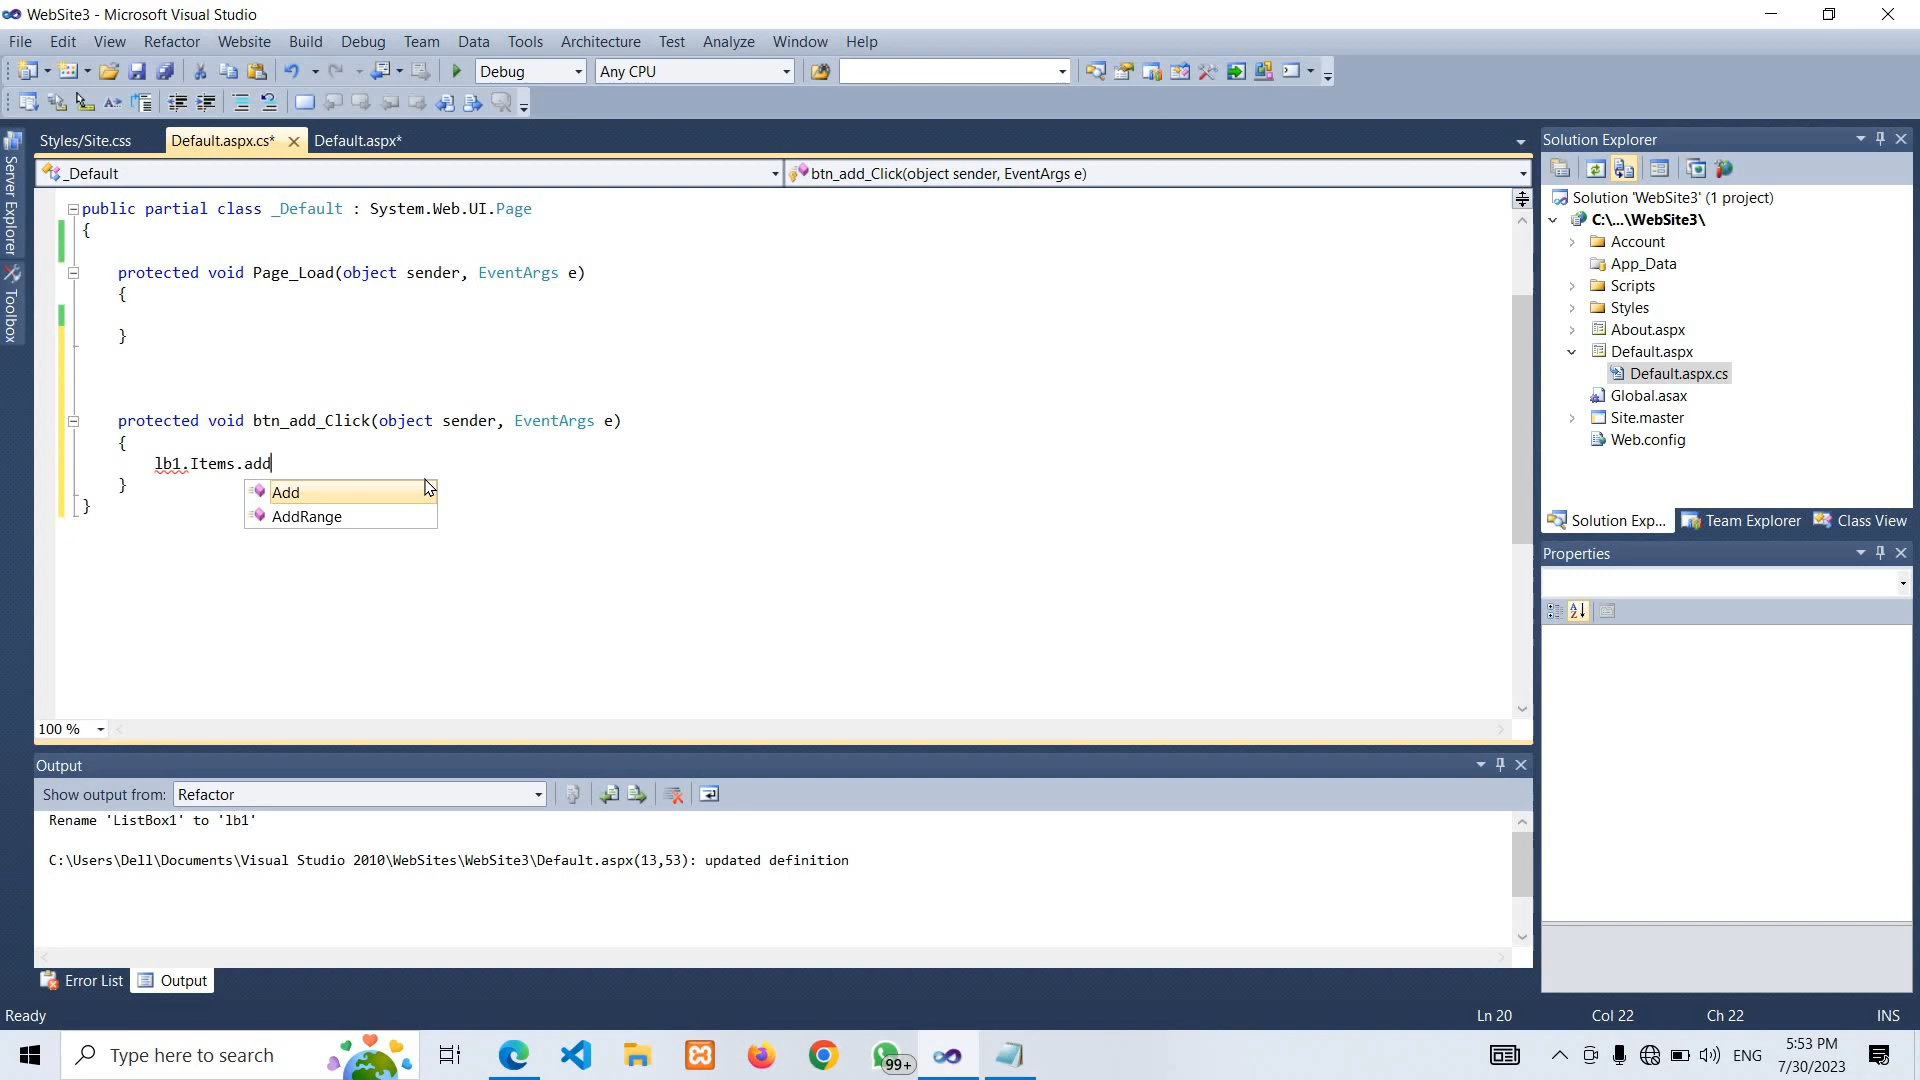 WebSite3 - Microsoft Visual Studio
File Edit View Refactor Website Build Debug Team Data Tools Architecture Test Analyze Window Help
Debug Any CPU
Styles/Site.css Default.aspx.cs* Default.aspx*
_Default btn_add_Click(object sender, EventArgs e)
Server Explorer
Toolbox
public partial class _Default : System.Web.UI.Page
{
protected void Page_Load(object sender, EventArgs e)
{
}
protected void btn_add_Click(object sender, EventArgs e)
{
lb1.Items.add
}
}
Add
AddRange
100 %
Output
Show output from: Refactor
Rename 'ListBox1' to 'lb1'
C:\Users\Dell\Documents\Visual Studio 2010\WebSites\WebSite3\Default.aspx(13,53): updated definition
Error List Output
Solution Explorer
Solution 'WebSite3' (1 project)
C:\...\WebSite3\
Account
App_Data
Scripts
Styles
About.aspx
Default.aspx
Default.aspx.cs
Global.asax
Site.master
Web.config
Solution Exp... Team Explorer Class View
Properties
Ready Ln 20 Col 22 Ch 22 INS
Type here to search
99+
ENG
5:53 PM
7/30/2023